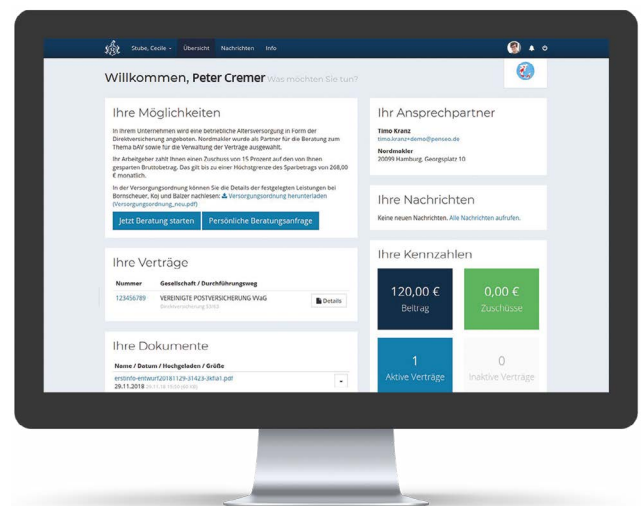 Stube, Cecile
Übersicht
Nachrichten
Info
Willkommen, Peter Cremer Was möchten Sie tun?
Ihre Möglichkeiten
In Ihrem Unternehmen wird eine betriebliche Altersversorgung in Form der
Direktversicherung angeboten. Nordmakler wurde als Partner für die Beratung zum
Thema bAV sowie für die Verwaltung der Verträge ausgewählt.
Ihr Arbeitgeber zahlt Ihnen einen Zuschuss von 15 Prozent auf den von Ihnen
gesparten Bruttobetrag. Das gilt bis zu einer Höchstgrenze des Sparbetrags von 268,00
€ monatlich.
In der Versorgungsordnung können Sie die Details der festgelegten Leistungen bei
Bornscheuer, Koj und Balzer nachlesen: Versorgungsordnung herunterladen
(Versorgungsordnung_neu.pdf)
Jetzt Beratung starten
Persönliche Beratungsanfrage
Ihre Verträge
Nummer Gesellschaft / Durchführungsweg
123456789 VEREINIGTE POSTVERSICHERUNG VVaG
Details
Ihre Dokumente
Name / Datum / Hochgeladen / Größe
29.11.2018
Ihr Ansprechpartner
Timo Kranz
timo.kranz+demo@penseo.de
Nordmakler
20099 Hamburg, Georgsplatz 10
Ihre Nachrichten
Keine neuen Nachrichten. Alle Nachrichten aufrufen.
Ihre Kennzahlen
120,00 €
Beitrag
0,00 €
Zuschüsse
1
Aktive Verträge
0
Inaktive Verträge